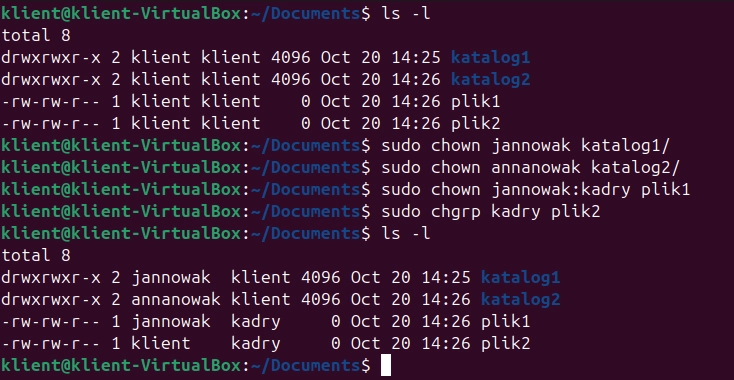 klient@klient-VirtualBox:~/Documents$ ls -l
total 8
drwxrwxr-x 2 klient klient 4096 Oct 20 14:25 katalog1
drwxrwxr-x 2 klient klient 4096 Oct 20 14:26 katalog2
-rw-rw-r-- 1 klient klient    0 Oct 20 14:26 plik1
-rw-rw-r-- 1 klient klient    0 Oct 20 14:26 plik2
klient@klient-VirtualBox:~/Documents$ sudo chown jannowak katalog1/
klient@klient-VirtualBox:~/Documents$ sudo chown annanowak katalog2/
klient@klient-VirtualBox:~/Documents$ sudo chown jannowak:kadry plik1
klient@klient-VirtualBox:~/Documents$ sudo chgrp kadry plik2
klient@klient-VirtualBox:~/Documents$ ls -l
total 8
drwxrwxr-x 2 jannowak  klient 4096 Oct 20 14:25 katalog1
drwxrwxr-x 2 annanowak klient 4096 Oct 20 14:26 katalog2
-rw-rw-r-- 1 jannowak  kadry     0 Oct 20 14:26 plik1
-rw-rw-r-- 1 klient    kadry     0 Oct 20 14:26 plik2
klient@klient-VirtualBox:~/Documents$